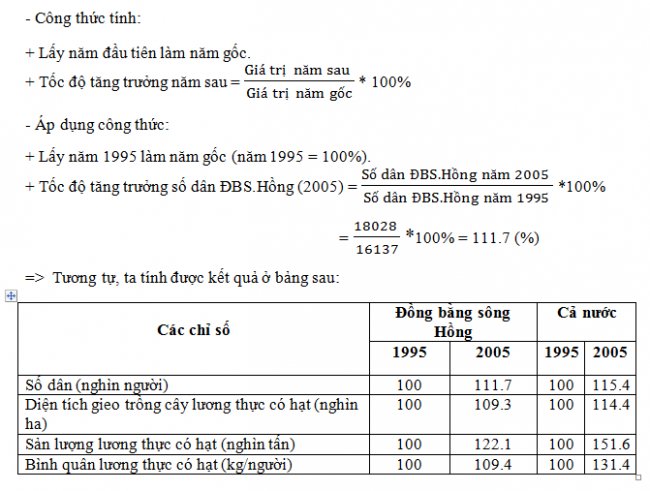 - Công thức tính:
+ Lấy năm đầu tiên làm năm gốc.
+ Tốc độ tăng trưởng năm sau = Giá trị năm sau / Giá trị năm gốc * 100%
- Áp dụng công thức:
+ Lấy năm 1995 làm năm gốc (năm 1995 = 100%).
+ Tốc độ tăng trưởng số dân ĐBS.Hồng (2005) = Số dân ĐBS.Hồng năm 2005 / Số dân ĐBS.Hồng năm 1995 *100%
= 18028 / 16137 *100% = 111.7 (%)
=> Tương tự, ta tính được kết quả ở bảng sau:
Các chỉ số | Đồng bằng sông Hồng | Cả nước
1995 | 2005 | 1995 | 2005
Số dân (nghìn người) | 100 | 111.7 | 100 | 115.4
Diện tích gieo trồng cây lương thực có hạt (nghìn
ha) | 100 | 109.3 | 100 | 114.4
Sản lượng lương thực có hạt (nghìn tấn) | 100 | 122.1 | 100 | 151.6
Bình quân lương thực có hạt (kg/người) | 100 | 109.4 | 100 | 131.4